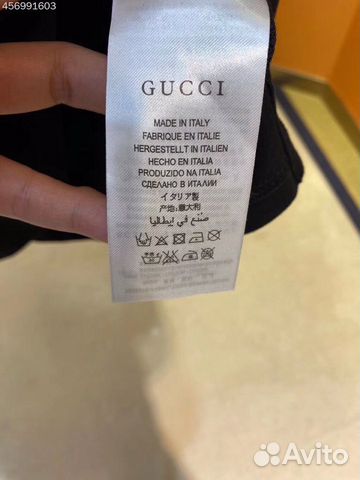 456991603
GUCCI
MADE IN ITALY
FABRIQUE EN ITALIE
HERGESTELLT IN ITALIEN
HECHO EN ITALIA
PRODUZIDO NA ITALIA
СДЕЛАНО В ИТАЛИИ
イタリア製
产地:意大利
صنع في إيطاليا
Avito